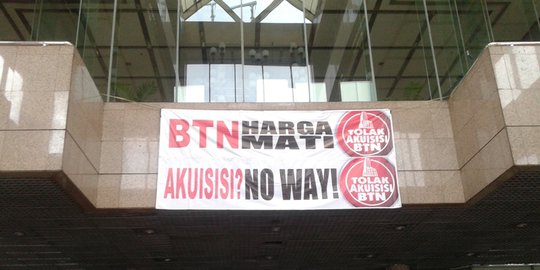 BTN HARGA MATI
TOLAK
AKUISISI
BTN
AKUISISI? NO WAY!
TOLAK
AKUISISI
BTN